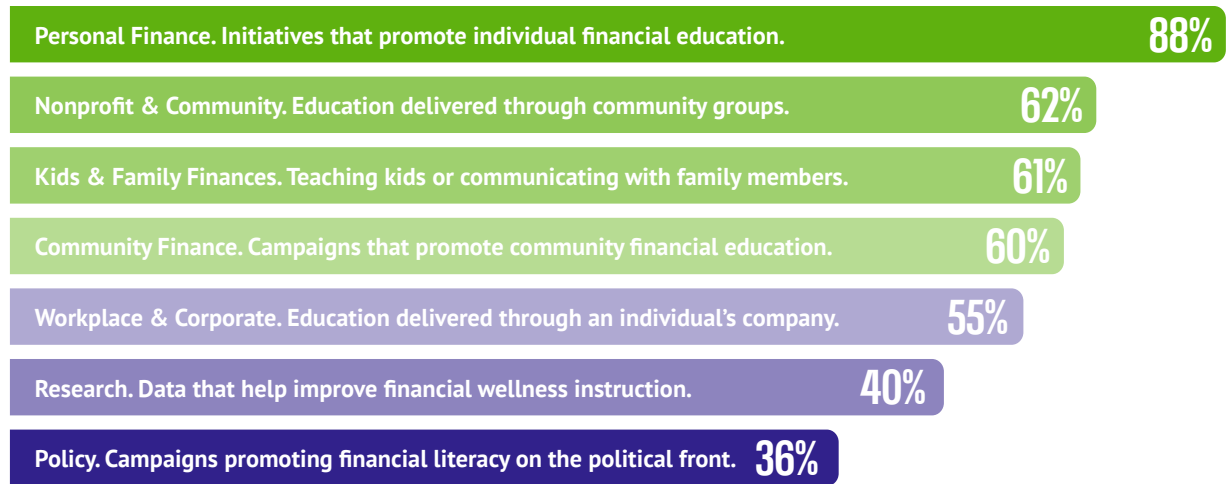 Personal Finance. Initiatives that promote individual financial education. 88%
Nonprofit & Community. Education delivered through community groups. 62%
Kids & Family Finances. Teaching kids or communicating with family members. 61%
Community Finance. Campaigns that promote community financial education. 60%
Workplace & Corporate. Education delivered through an individual’s company. 55%
Research. Data that help improve financial wellness instruction. 40%
Policy. Campaigns promoting financial literacy on the political front. 36%